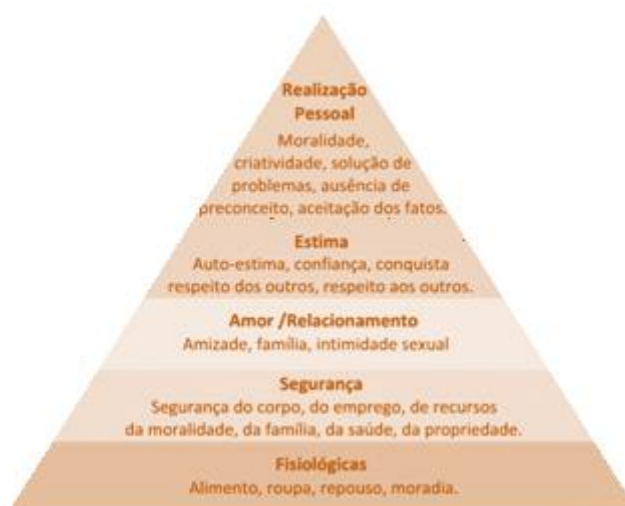 Realização
Pessoal
Moralidade,
criatividade, solução de
problemas, ausência de
preconceito, aceitação dos fatos.
Estima
Auto-estima, confiança, conquista
respeito dos outros, respeito aos outros.
Amor /Relacionamento
Amizade, família, intimidade sexual
Segurança
Segurança do corpo, do emprego, de recursos
da moralidade, da família, da saúde, da propriedade.
Fisiológicas
Alimento, roupa, repouso, moradia.